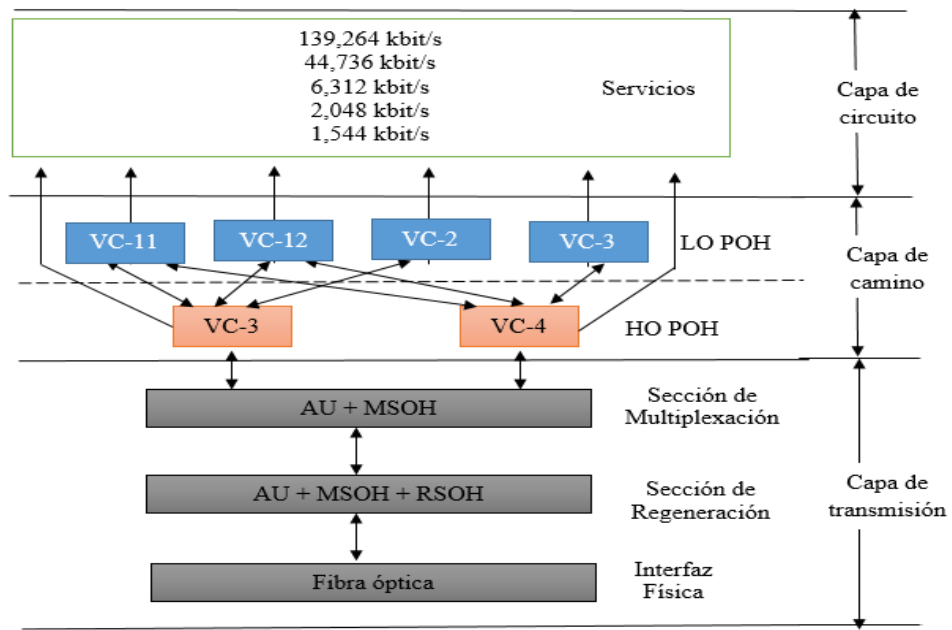 139,264 kbit/s
44,736 kbit/s
6,312 kbit/s
2,048 kbit/s
1,544 kbit/s
Servicios
Capa de
circuito
VC-11
VC-12
VC-2
VC-3
LO POH
Capa de
camino
VC-3
VC-4
HO POH
AU + MSOH
Sección de
Multiplexación
AU + MSOH + RSOH
Sección de
Regeneración
Capa de
transmisión
Fibra óptica
Interfaz
Física